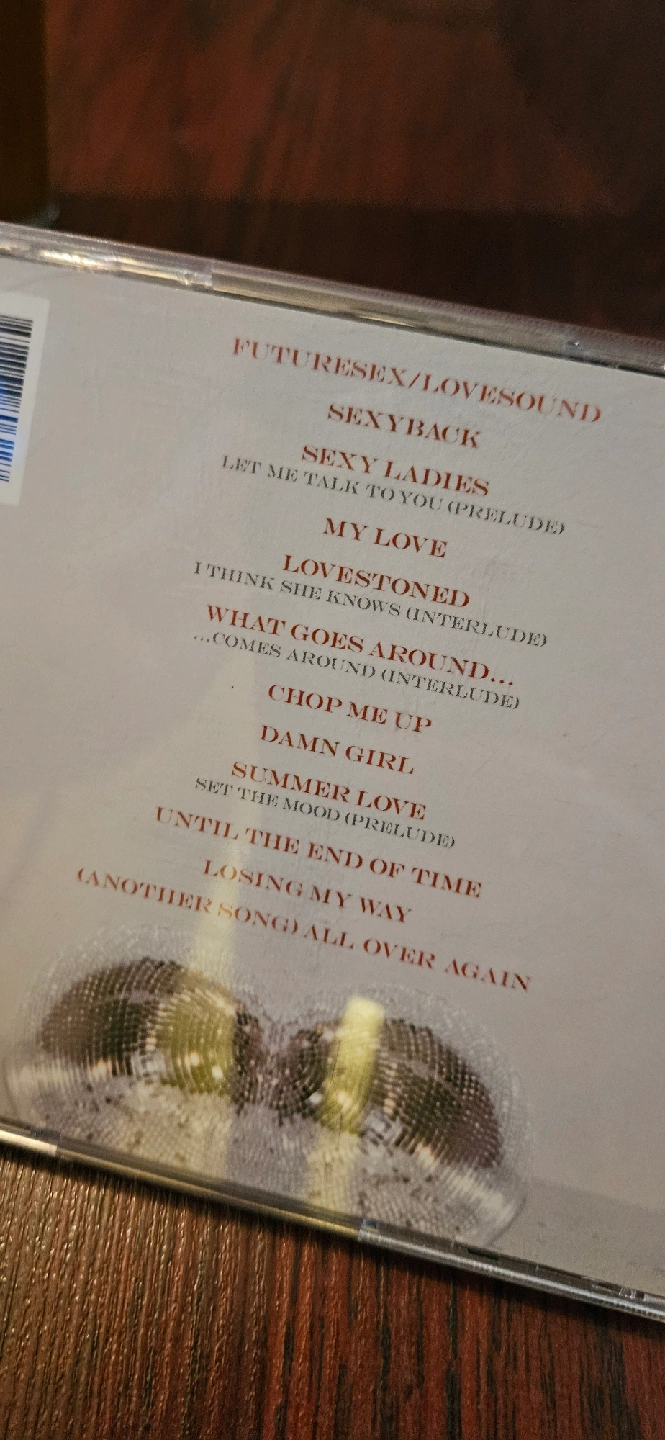 FUTURESEX/LOVESOUND
SEXYBACK
SEXY LADIES
LET ME TALK TO YOU (PRELUDE)
MY LOVE
LOVESTONED
I THINK SHE KNOWS (INTERLUDE)
WHAT GOES AROUND...
...COMES AROUND (INTERLUDE)
CHOP ME UP
DAMN GIRL
SUMMER LOVE
SET THE MOOD (PRELUDE)
UNTIL THE END OF TIME
LOSING MY WAY
(ANOTHER SONG) ALL OVER AGAIN